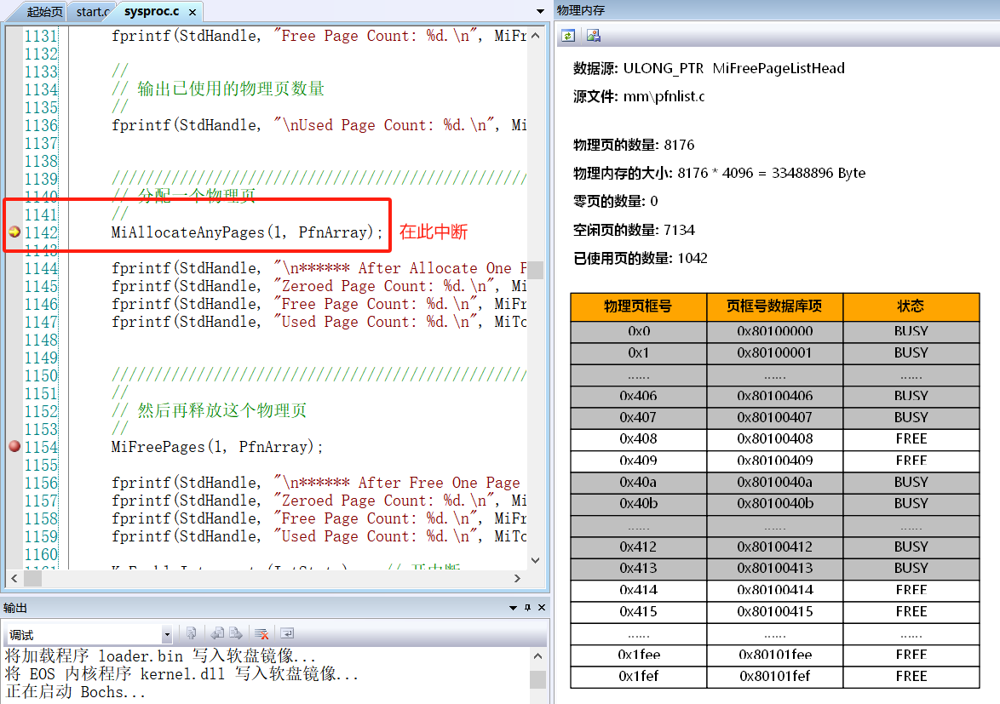 起始页 start.c sysproc.c ×
1131 fprintf(StdHandle, "Free Page Count: %d.\n", MiFr
1132
1133 //
1134 // 输出已使用的物理页数量
1135 //
1136 fprintf(StdHandle, "\nUsed Page Count: %d.\n", Mi
1137
1138
1139 /////////////////////////////////////////////////
1140 // 分配一个物理页
1141 //
1142 MiAllocateAnyPages(1, PfnArray);
在此中断
1143
1144 fprintf(StdHandle, "\n****** After Allocate One P
1145 fprintf(StdHandle, "Zeroed Page Count: %d.\n", Mi
1146 fprintf(StdHandle, "Free Page Count: %d.\n", MiFr
1147 fprintf(StdHandle, "Used Page Count: %d.\n", MiTo
1148
1149
1150 /////////////////////////////////////////////////
1151 //
1152 // 然后再释放这个物理页
1153 //
1154 MiFreePages(1, PfnArray);
1155
1156 fprintf(StdHandle, "\n****** After Free One Page
1157 fprintf(StdHandle, "Zeroed Page Count: %d.\n", Mi
1158 fprintf(StdHandle, "Free Page Count: %d.\n", MiFr
1159 fprintf(StdHandle, "Used Page Count: %d.\n", MiTo
1160
输出
调试
将加载程序 loader.bin 写入软盘镜像...
将 EOS 内核程序 kernel.dll 写入软盘镜像...
正在启动 Bochs...
物理内存
数据源: ULONG_PTR MiFreePageListHead
源文件: mm\pfnlist.c
物理页的数量: 8176
物理内存的大小: 8176 * 4096 = 33488896 Byte
零页的数量: 0
空闲页的数量: 7134
已使用页的数量: 1042
物理页框号 页框号数据库项 状态
0x0 0x80100000 BUSY
0x1 0x80100001 BUSY
...... ...... ......
0x406 0x80100406 BUSY
0x407 0x80100407 BUSY
0x408 0x80100408 FREE
0x409 0x80100409 FREE
0x40a 0x8010040a BUSY
0x40b 0x8010040b BUSY
...... ...... ......
0x412 0x80100412 BUSY
0x413 0x80100413 BUSY
0x414 0x80100414 FREE
0x415 0x80100415 FREE
...... ...... ......
0x1fee 0x80101fee FREE
0x1fef 0x80101fef FREE